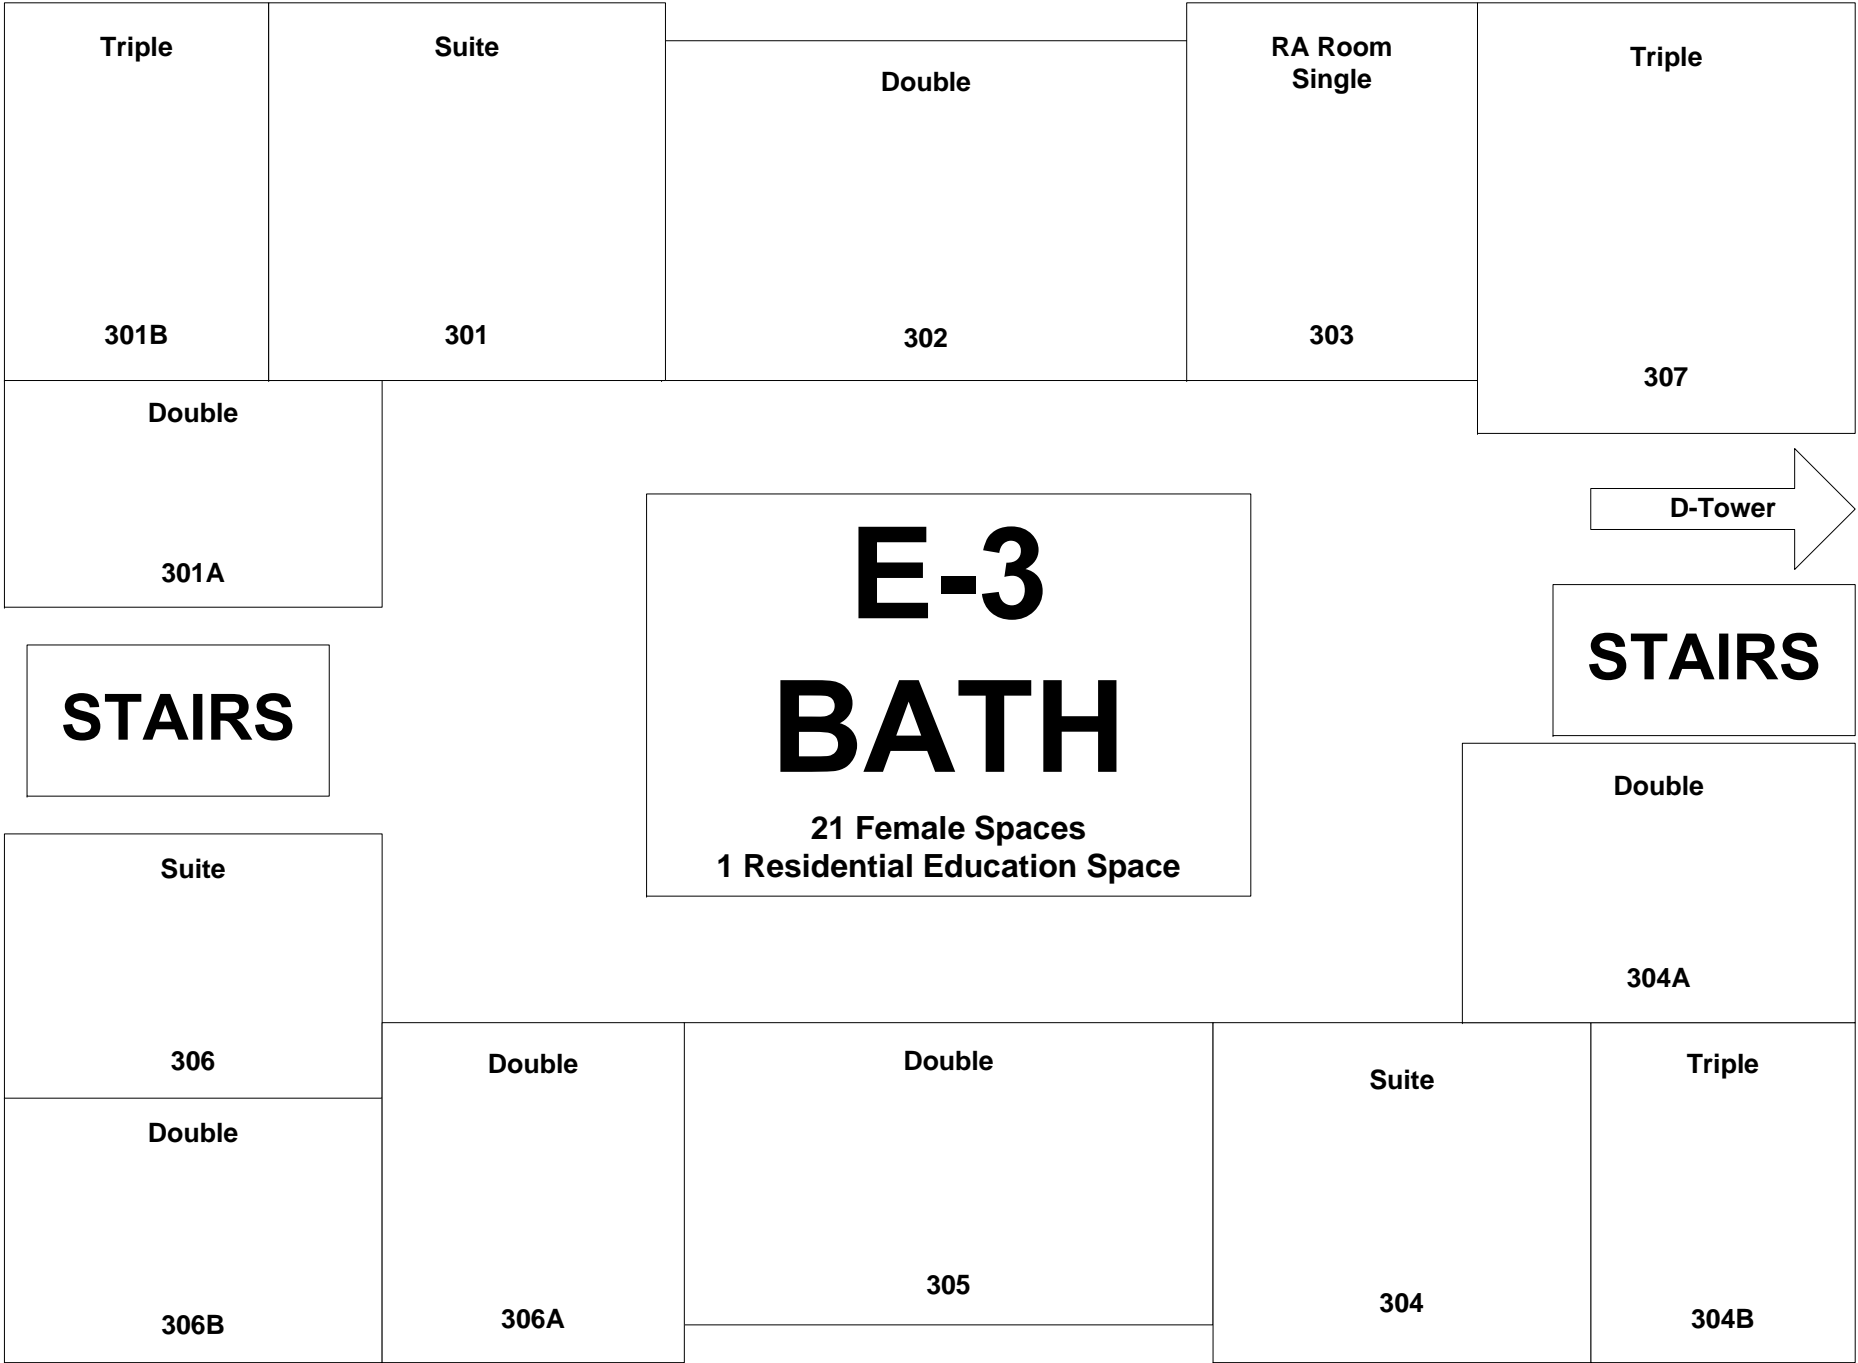 Triple
301B
Suite
301
Double
302
RA Room
Single
303
Triple
307
Double
301A
D-Tower
E-3
BATH
21 Female Spaces
1 Residential Education Space
STAIRS
STAIRS
Double
304A
Suite
306
Double
306B
Double
306A
Double
305
Suite
304
Triple
304B